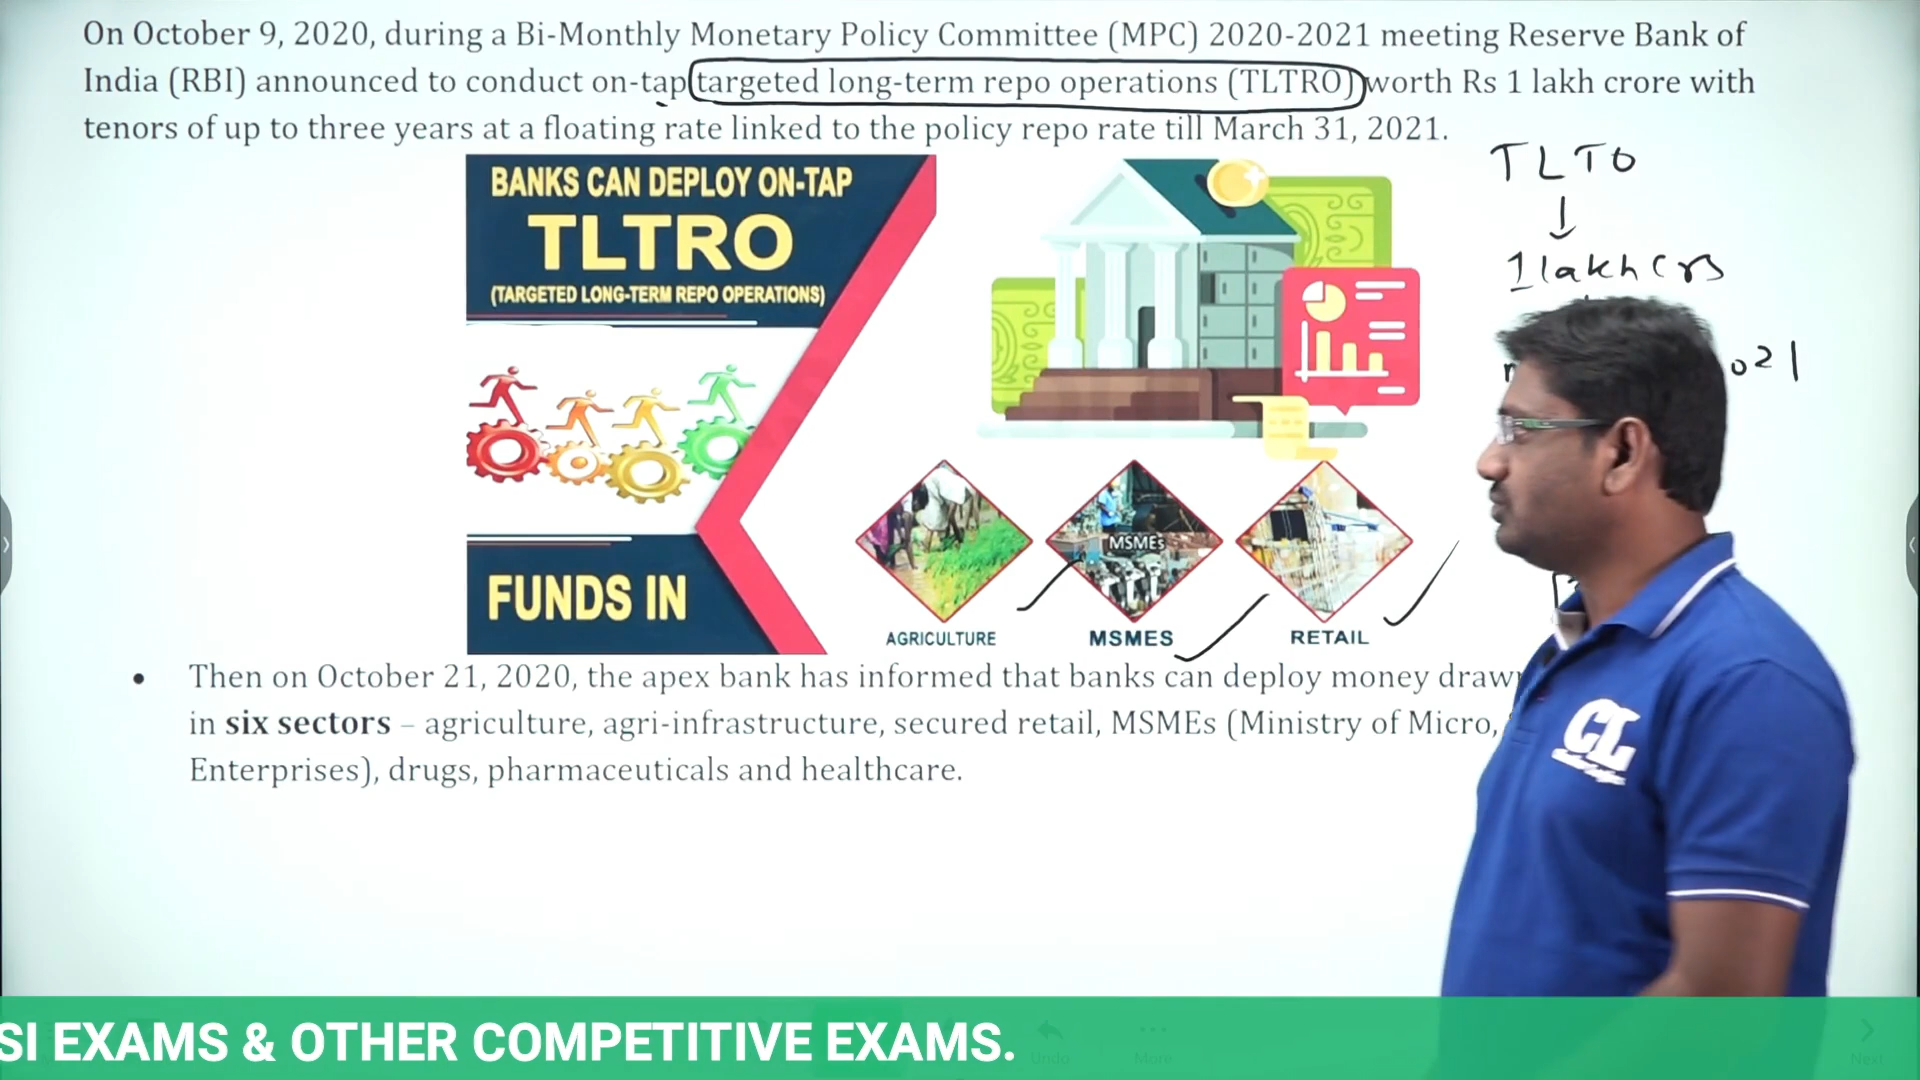 On October 9, 2020, during a Bi-Monthly Monetary Policy Committee (MPC) 2020-2021 meeting Reserve Bank of
India (RBI) announced to conduct on-tap targeted long-term repo operations (TLTRO) worth Rs 1 lakh crore with
tenors of up to three years at a floating rate linked to the policy repo rate till March 31, 2021.
TLTO
1 lakh crs
021
BANKS CAN DEPLOY ON-TAP
TLTRO
(TARGETED LONG-TERM REPO OPERATIONS)
FUNDS IN
MSMEs
AGRICULTURE
MSMES
RETAIL
• Then on October 21, 2020, the apex bank has informed that banks can deploy money drawn
in six sectors – agriculture, agri-infrastructure, secured retail, MSMEs (Ministry of Micro,
Enterprises), drugs, pharmaceuticals and healthcare.
CL
SI EXAMS & OTHER COMPETITIVE EXAMS.
Undo
More
Next